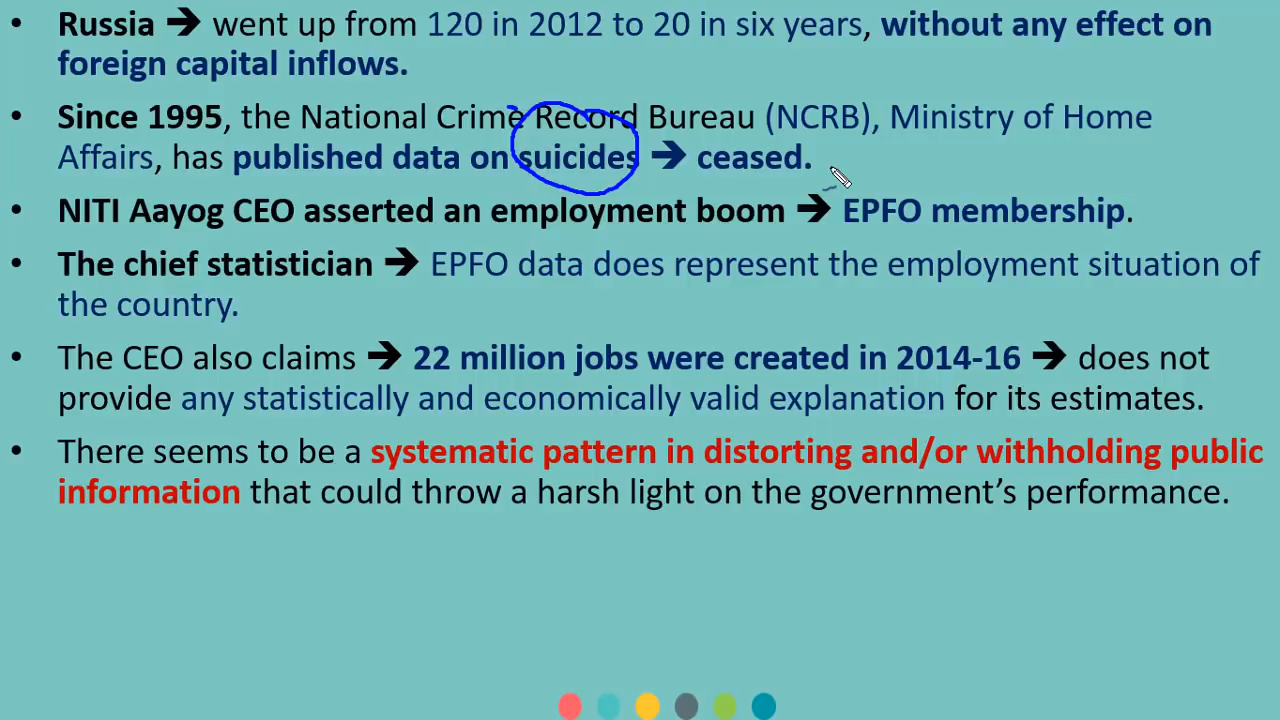 • Russia ➔ went up from 120 in 2012 to 20 in six years, without any effect on
foreign capital inflows.
• Since 1995, the National Crime Record Bureau (NCRB), Ministry of Home
Affairs, has published data on suicides ➔ ceased.
• NITI Aayog CEO asserted an employment boom ➔ EPFO membership.
• The chief statistician ➔ EPFO data does represent the employment situation of
the country.
• The CEO also claims ➔ 22 million jobs were created in 2014-16 ➔ does not
provide any statistically and economically valid explanation for its estimates.
• There seems to be a systematic pattern in distorting and/or withholding public
information that could throw a harsh light on the government’s performance.